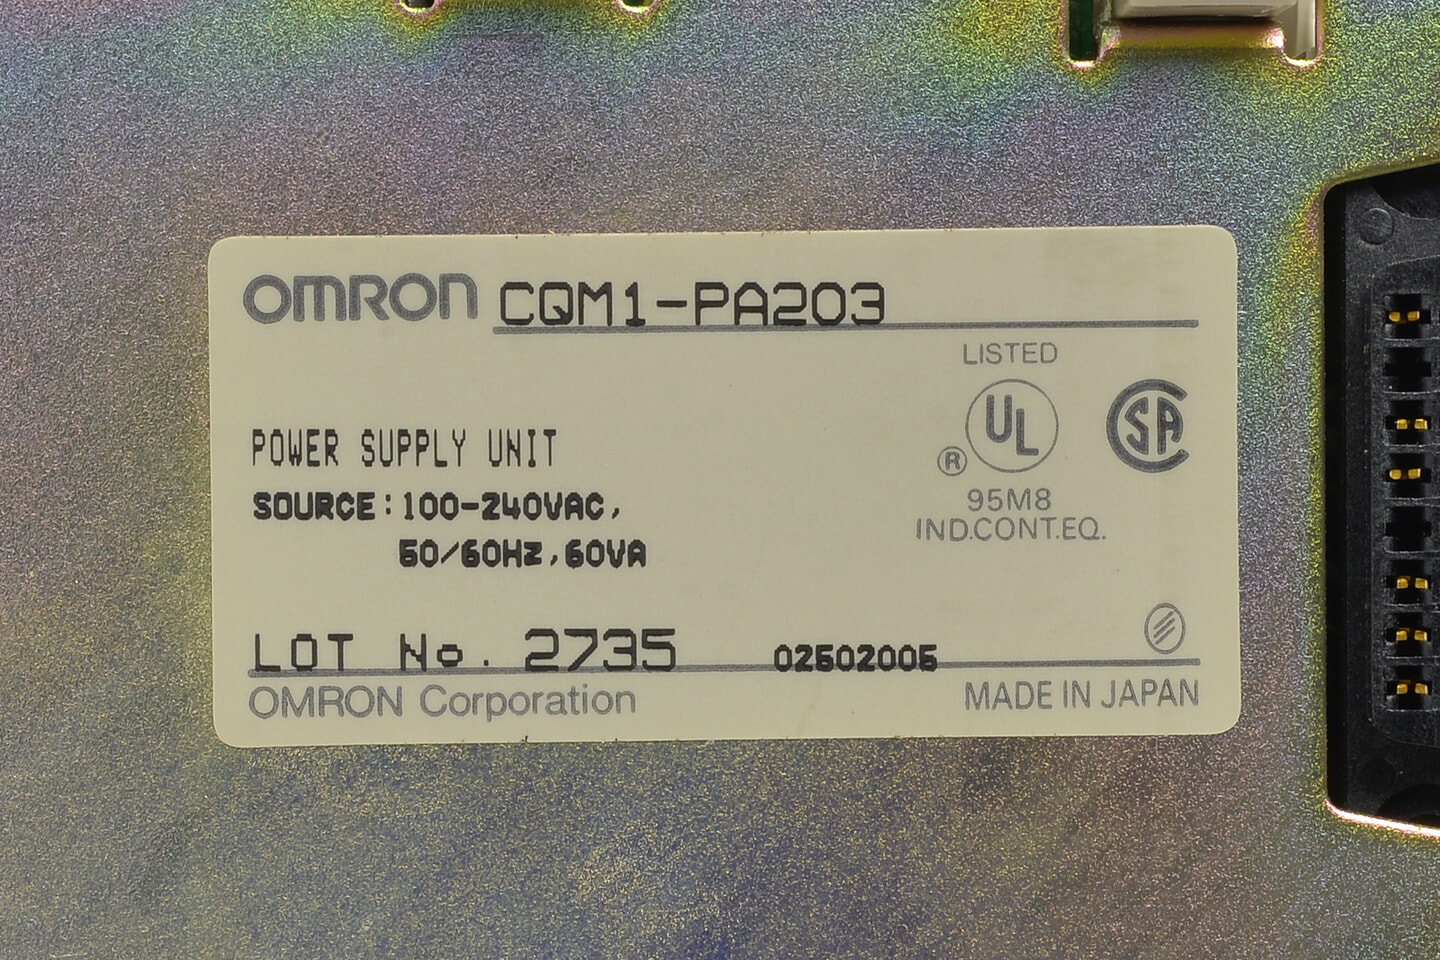 OMRON CQM1-PA203
LISTED
UL
®
SA
POWER SUPPLY UNIT
95M8
SOURCE:100-240VAC,
IND.CONT.EQ.
50/60Hz,60VA
LOT No. 2735 02502005
OMRON Corporation MADE IN JAPAN